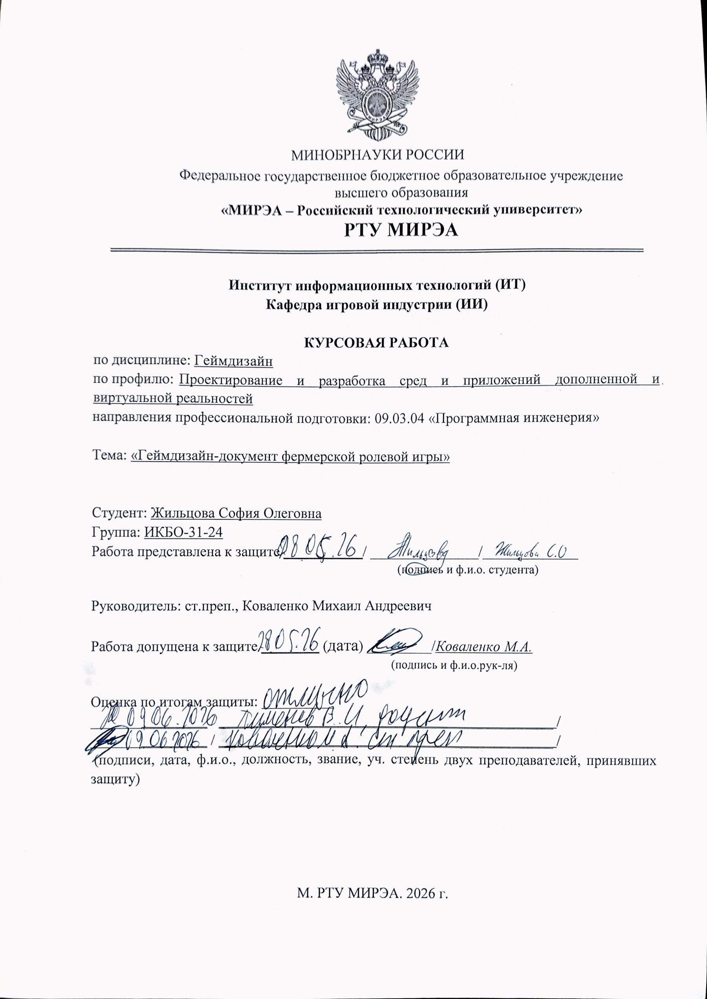 МИРЭА
МИНОБРНАУКИ РОССИИ
Федеральное государственное бюджетное образовательное учреждение
высшего образования
«МИРЭА – Российский технологический университет»
РТУ МИРЭА
Институт информационных технологий (ИТ)
Кафедра игровой индустрии (ИИ)
КУРСОВАЯ РАБОТА
по дисциплине: Геймдизайн
по профилю: Проектирование и разработка сред и приложений дополненной и
виртуальной реальностей
направления профессиональной подготовки: 09.03.04 «Программная инженерия»
Тема: «Геймдизайн-документ фермерской ролевой игры»
Студент: Жильцова София Олеговна
Группа: ИКБО-31-24
Работа представлена к защите 28.05.26 / Жильцова / Жильцова С.О
(подпись и ф.и.о. студента)
Руководитель: ст.преп., Коваленко Михаил Андреевич
Работа допущена к защите 28.05.26 (дата) /Коваленко М.А.
(подпись и ф.и.о.рук-ля)
Оценка по итогам защиты: отлично
09.06.2026 В.И, доцент /
09.06.2026 / Коваленко М.А. ст преп /
(подписи, дата, ф.и.о., должность, звание, уч. степень двух преподавателей, принявших
защиту)
М. РТУ МИРЭА. 2026 г.